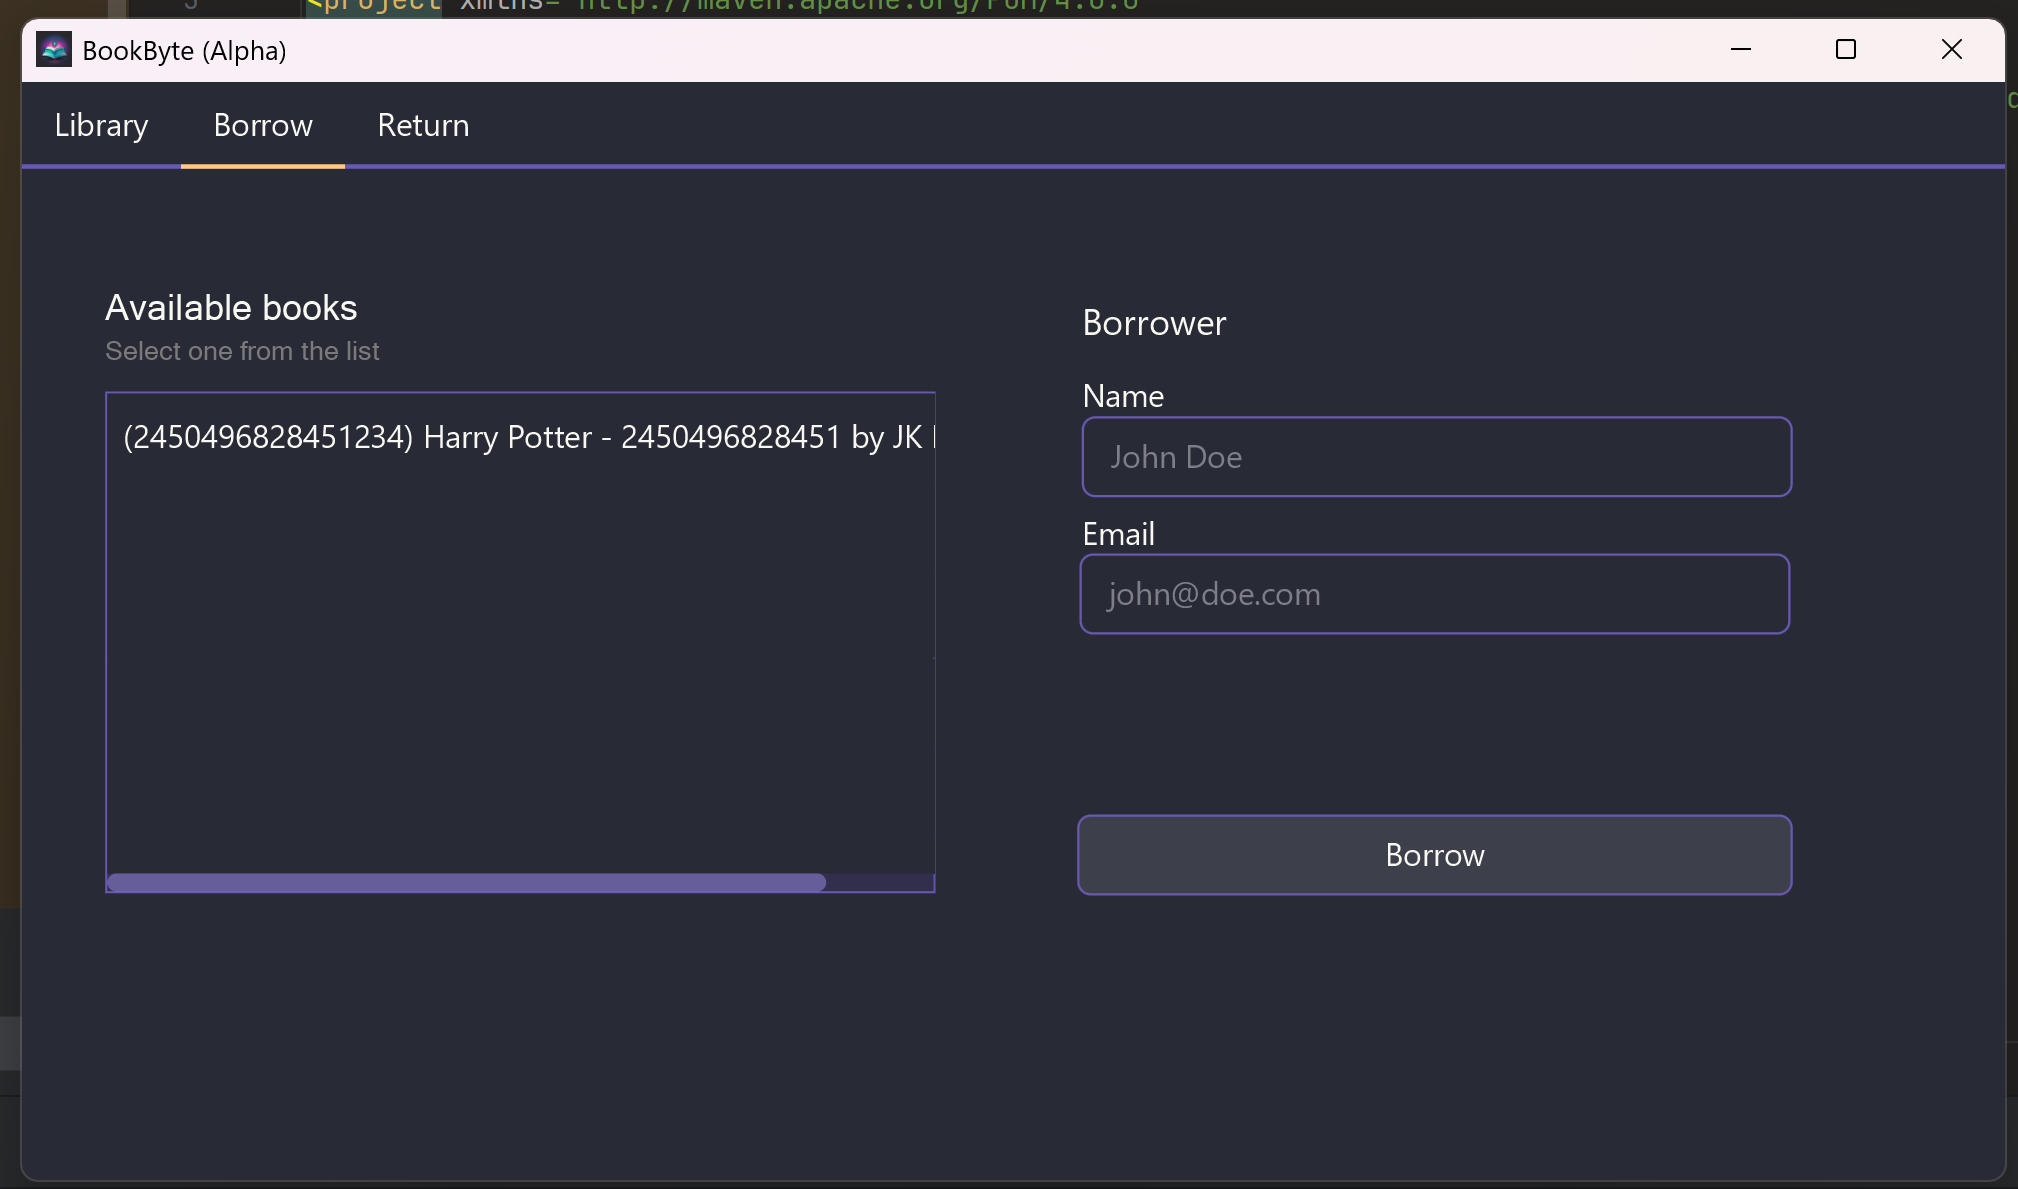 5 <project xmlns="http://maven.apache.org/POM/4.0.0
BookByte (Alpha)
Library Borrow Return
Available books
Select one from the list
(2450496828451234) Harry Potter - 2450496828451 by JK
Borrower
Name
John Doe
Email
john@doe.com
Borrow